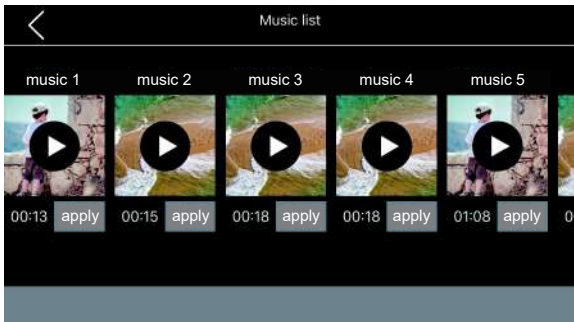 Music list
music 1
music 2
music 3
music 4
music 5
00:13 apply
00:15 apply
00:18 apply
00:18 apply
01:08 apply
0